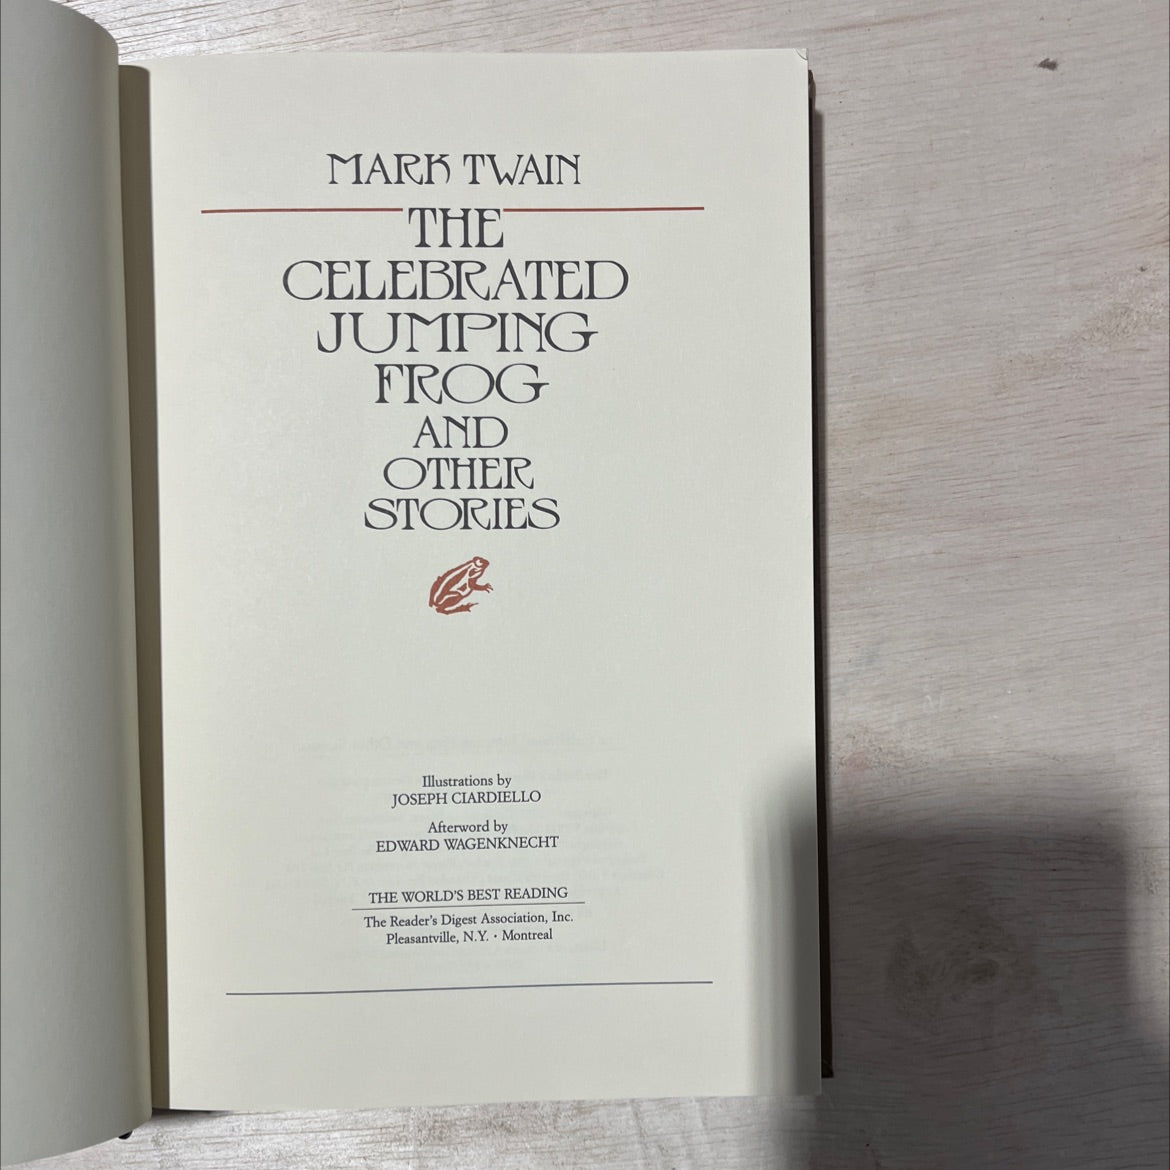 MARK TWAIN
THE
CELEBRATED
JUMPING
FROG
AND
OTHER
STORIES
Illustrations by
JOSEPH CIARDIELLO
Afterword by
EDWARD WAGENKNECHT
THE WORLD'S BEST READING
The Reader's Digest Association, Inc.
Pleasantville, N.Y. • Montreal